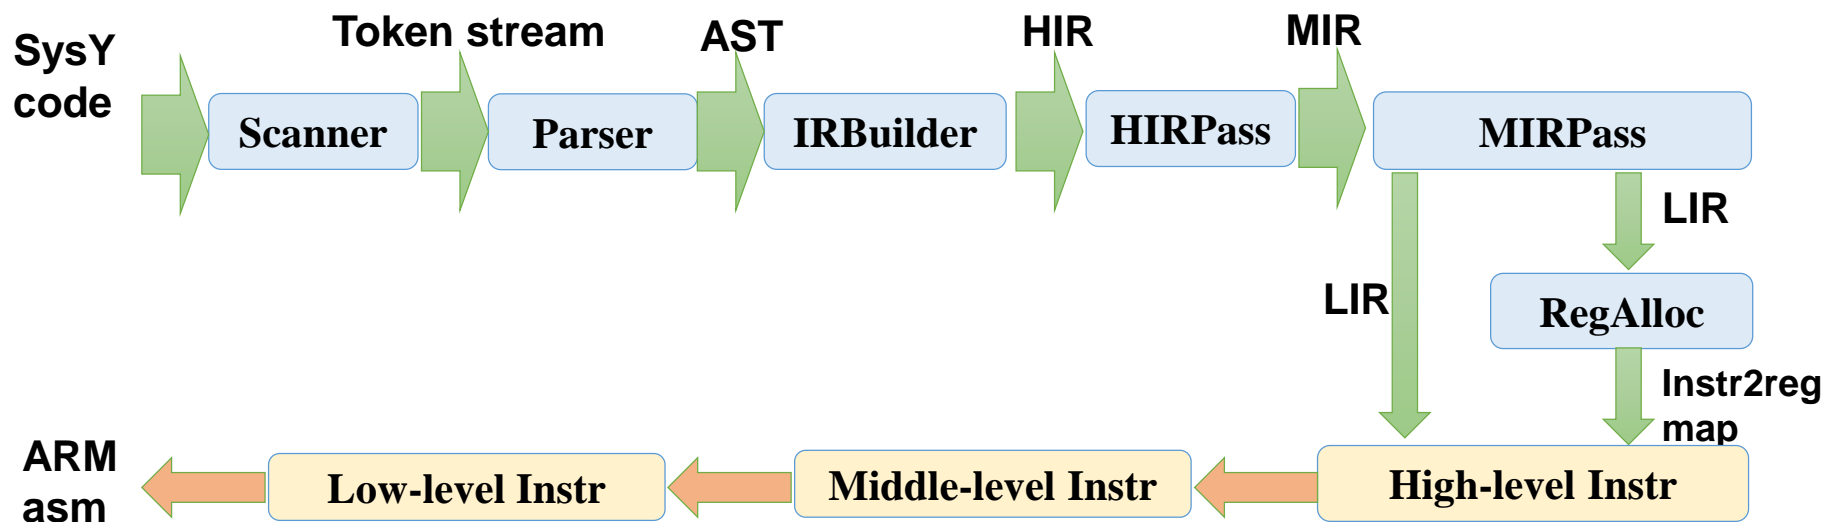 SysY
code
Token stream
AST
HIR
MIR
Scanner
Parser
IRBuilder
HIRPass
MIRPass
LIR
LIR
RegAlloc
Instr2reg
map
ARM
asm
Low-level Instr
Middle-level Instr
High-level Instr